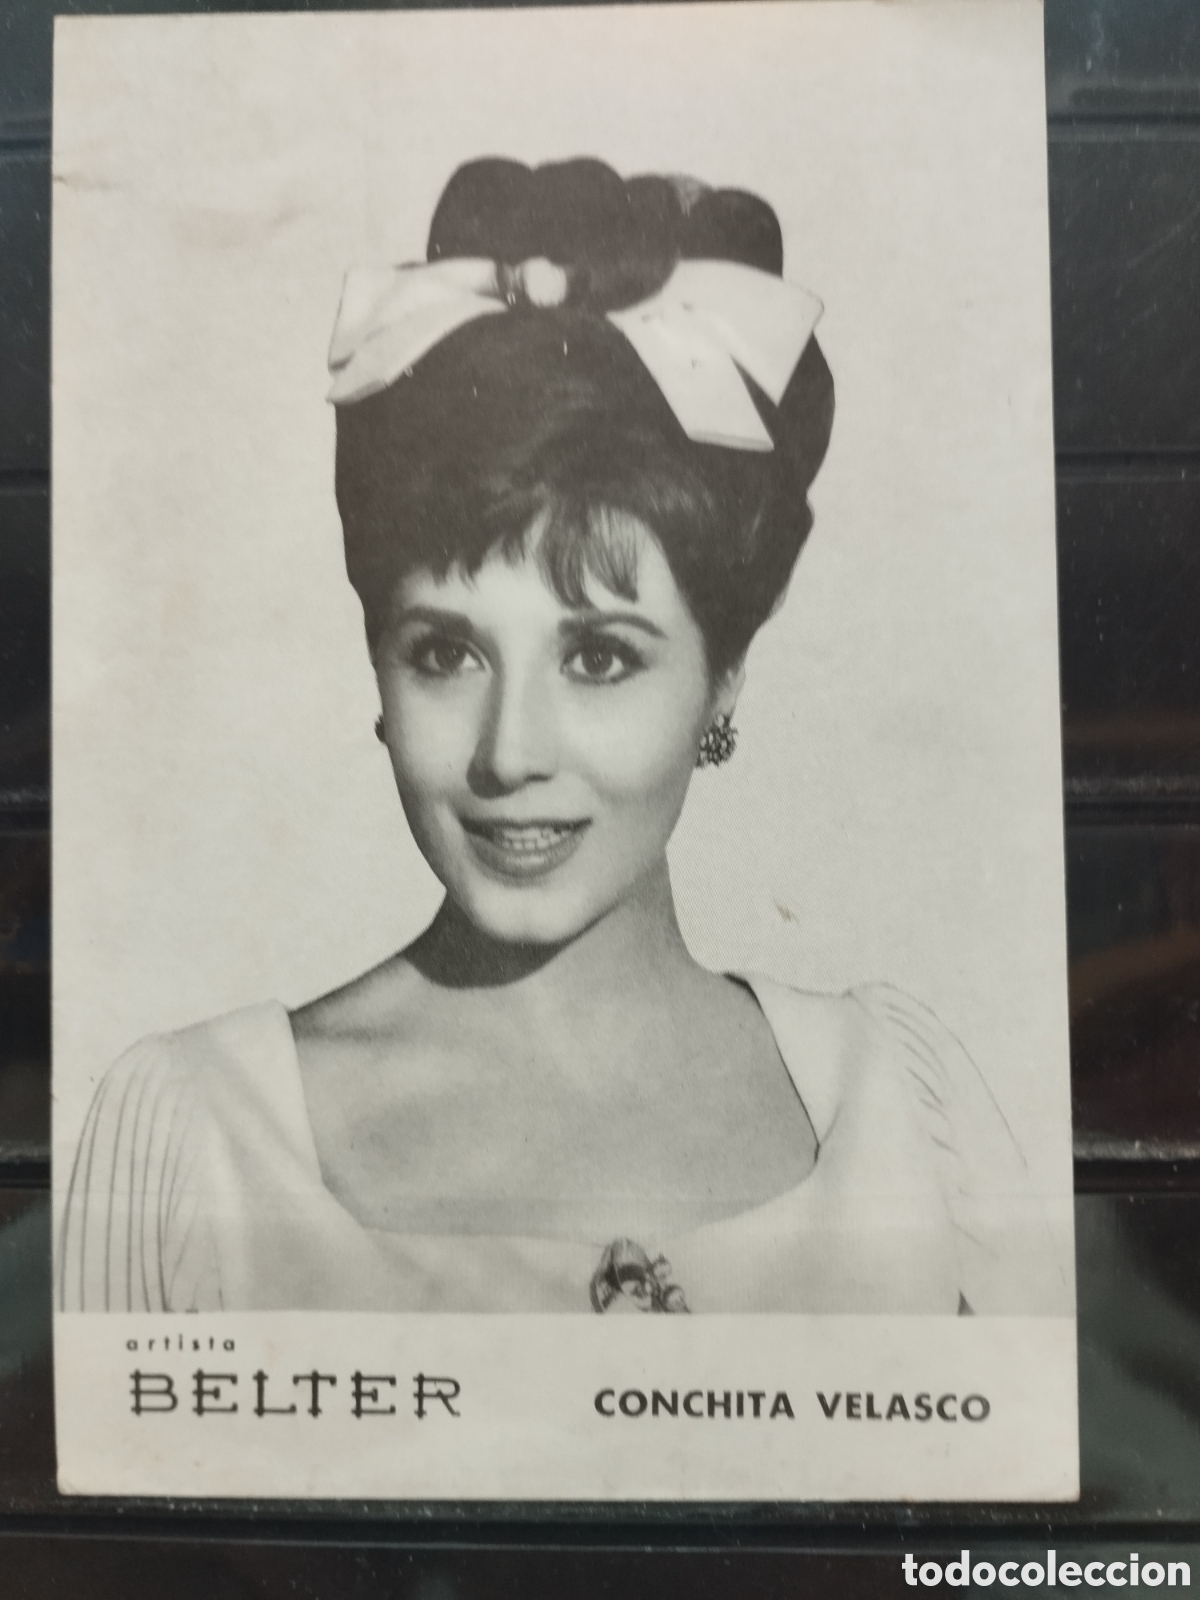 artista
BELTER
CONCHITA VELASCO
todocoleccion